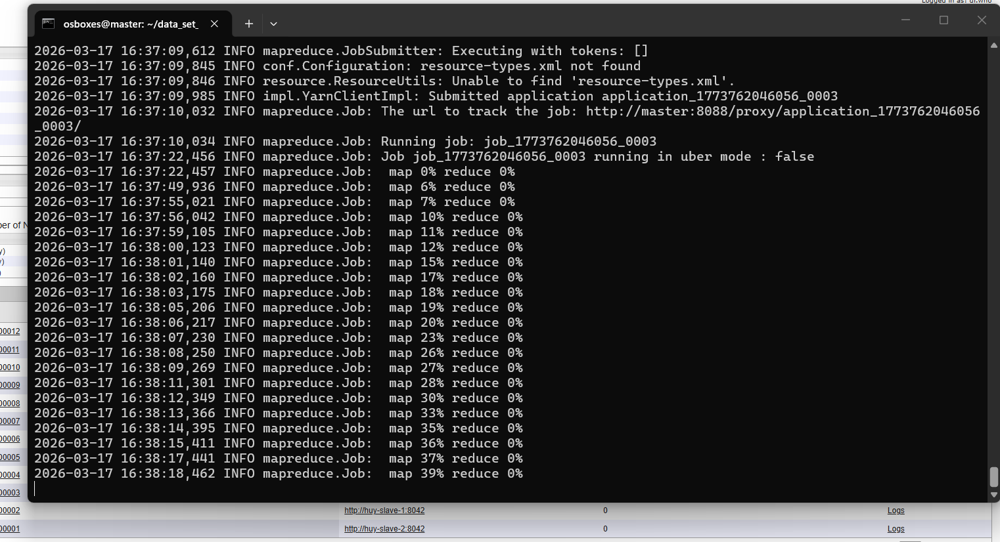 Logged in as: dr.who
osboxes@master: ~/data_set_
2026-03-17 16:37:09,612 INFO mapreduce.JobSubmitter: Executing with tokens: []
2026-03-17 16:37:09,845 INFO conf.Configuration: resource-types.xml not found
2026-03-17 16:37:09,846 INFO resource.ResourceUtils: Unable to find 'resource-types.xml'.
2026-03-17 16:37:09,985 INFO impl.YarnClientImpl: Submitted application application_1773762046056_0003
2026-03-17 16:37:10,032 INFO mapreduce.Job: The url to track the job: http://master:8088/proxy/application_1773762046056
_0003/
2026-03-17 16:37:10,034 INFO mapreduce.Job: Running job: job_1773762046056_0003
2026-03-17 16:37:22,456 INFO mapreduce.Job: Job job_1773762046056_0003 running in uber mode : false
2026-03-17 16:37:22,457 INFO mapreduce.Job:  map 0% reduce 0%
2026-03-17 16:37:49,936 INFO mapreduce.Job:  map 6% reduce 0%
2026-03-17 16:37:55,021 INFO mapreduce.Job:  map 7% reduce 0%
2026-03-17 16:37:56,042 INFO mapreduce.Job:  map 10% reduce 0%
2026-03-17 16:37:59,105 INFO mapreduce.Job:  map 11% reduce 0%
2026-03-17 16:38:00,123 INFO mapreduce.Job:  map 12% reduce 0%
2026-03-17 16:38:01,140 INFO mapreduce.Job:  map 15% reduce 0%
2026-03-17 16:38:02,160 INFO mapreduce.Job:  map 17% reduce 0%
2026-03-17 16:38:03,175 INFO mapreduce.Job:  map 18% reduce 0%
2026-03-17 16:38:05,206 INFO mapreduce.Job:  map 19% reduce 0%
2026-03-17 16:38:06,217 INFO mapreduce.Job:  map 20% reduce 0%
2026-03-17 16:38:07,230 INFO mapreduce.Job:  map 23% reduce 0%
2026-03-17 16:38:08,250 INFO mapreduce.Job:  map 26% reduce 0%
2026-03-17 16:38:09,269 INFO mapreduce.Job:  map 27% reduce 0%
2026-03-17 16:38:11,301 INFO mapreduce.Job:  map 28% reduce 0%
2026-03-17 16:38:12,349 INFO mapreduce.Job:  map 30% reduce 0%
2026-03-17 16:38:13,366 INFO mapreduce.Job:  map 33% reduce 0%
2026-03-17 16:38:14,395 INFO mapreduce.Job:  map 35% reduce 0%
2026-03-17 16:38:15,411 INFO mapreduce.Job:  map 36% reduce 0%
2026-03-17 16:38:17,441 INFO mapreduce.Job:  map 37% reduce 0%
2026-03-17 16:38:18,462 INFO mapreduce.Job:  map 39% reduce 0%
ber of N
y)
00012
00011
00010
00009
00008
00007
00006
00005
00004
00003
00002 http://huy-slave-1:8042 0 Logs
00001 http://huy-slave-2:8042 0 Logs